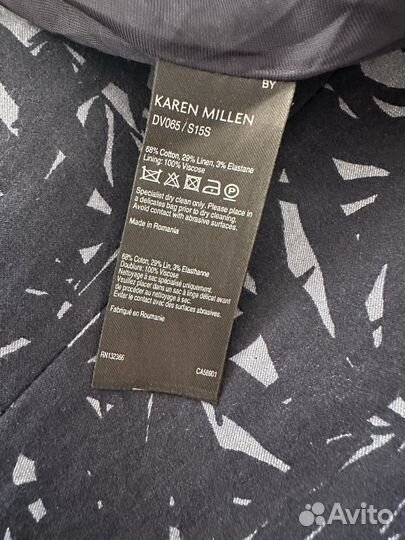 BY
KAREN MILLEN
DV065 / S15S
68% Cotton, 29% Linen, 3% Elastane
Lining: 100% Viscose
P
Specialist dry clean only. Please place in
a delicates bag prior to dry cleaning.
Avoid contact with abrasive surfaces.
Made in Romania
68% Coton, 29% Lin, 3% Elasthanne
Doublure: 100% Viscose
Nettoyage à sec spécialisé uniquement.
Veuillez placer dans un sac à linge délicat
avant de procéder au nettoyage à sec.
Eviter le contact avec des surfaces abrasives.
Fabriqué en Roumanie
RN132366
CA56901
Avito